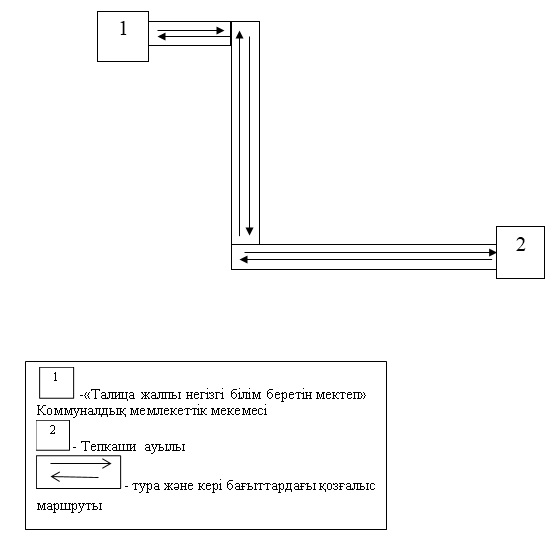 1
2
1 -«Талица жалпы негізгі білім беретін мектеп»
Коммуналдық мемлекеттік мекемесі
2 - Тепкаши ауылы
- тура және кері бағыттардағы қозғалыс
маршруты